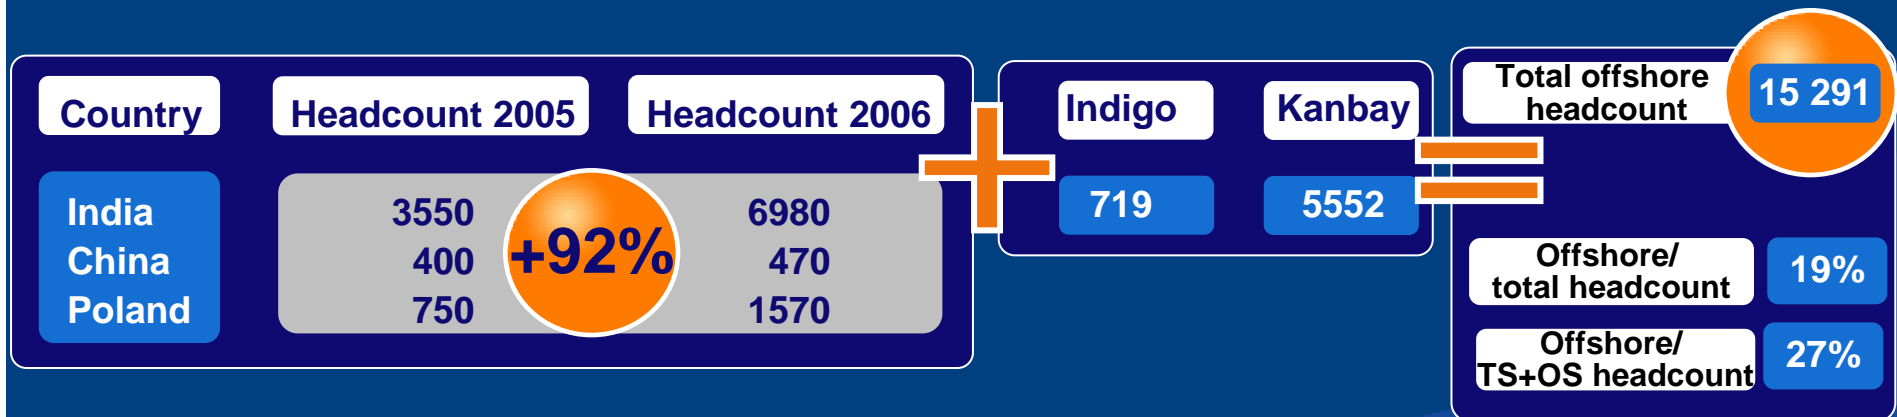 Country Headcount 2005 Headcount 2006
India 3550 6980
China 400 470
Poland 750 1570
+92%
+
Indigo Kanbay
719 5552
=
Total offshore
headcount
15 291
Offshore/
total headcount
19%
Offshore/
TS+OS headcount
27%